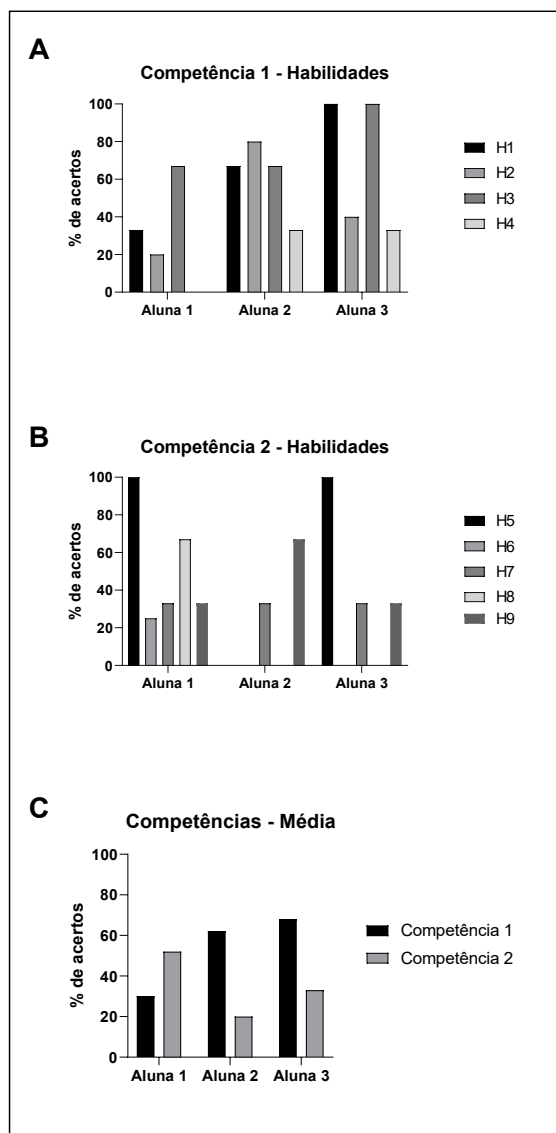 A
Competência 1 - Habilidades
% de acertos
100
80
60
40
20
0
Aluna 1 Aluna 2 Aluna 3
H1
H2
H3
H4
B
Competência 2 - Habilidades
% de acertos
100
80
60
40
20
0
Aluna 1 Aluna 2 Aluna 3
H5
H6
H7
H8
H9
C
Competências - Média
% de acertos
100
80
60
40
20
0
Aluna 1 Aluna 2 Aluna 3
Competência 1
Competência 2